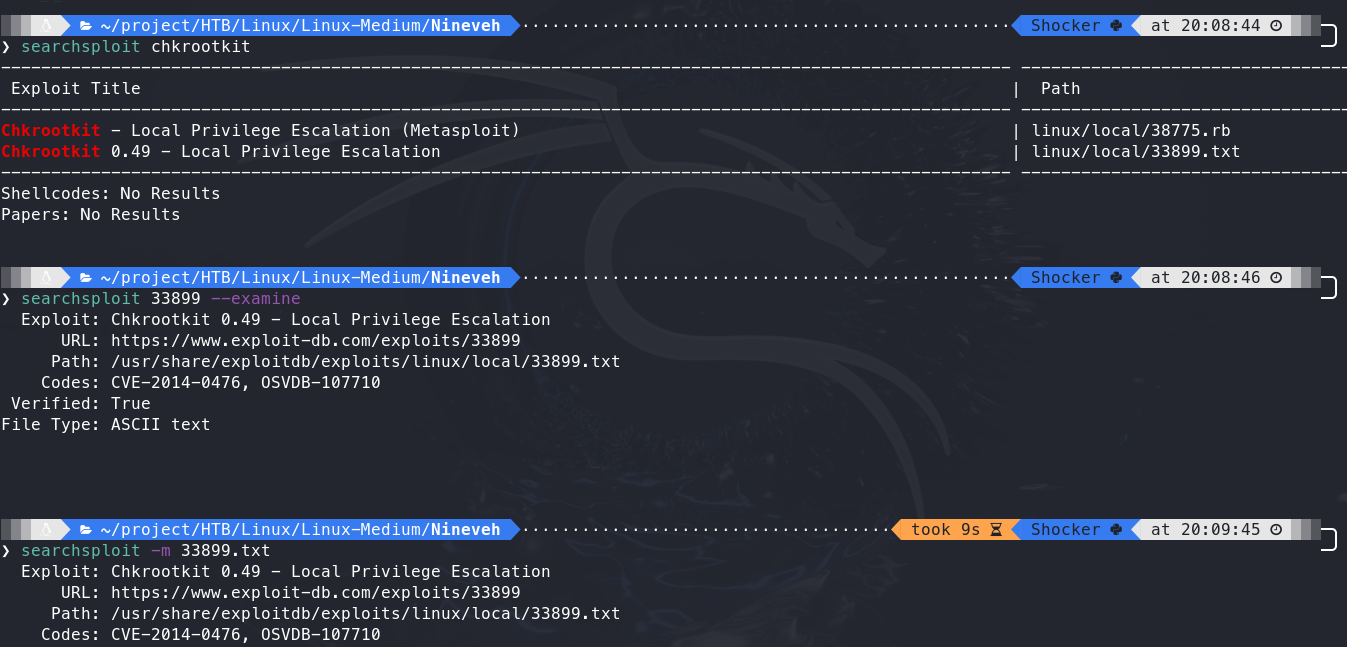 ~/project/HTB/Linux/Linux-Medium/Nineveh Shocker at 20:08:44
❯ searchsploit chkrootkit
Exploit Title | Path
Chkrootkit - Local Privilege Escalation (Metasploit) | linux/local/38775.rb
Chkrootkit 0.49 - Local Privilege Escalation | linux/local/33899.txt
Shellcodes: No Results
Papers: No Results
~/project/HTB/Linux/Linux-Medium/Nineveh Shocker at 20:08:46
❯ searchsploit 33899 --examine
Exploit: Chkrootkit 0.49 - Local Privilege Escalation
URL: https://www.exploit-db.com/exploits/33899
Path: /usr/share/exploitdb/exploits/linux/local/33899.txt
Codes: CVE-2014-0476, OSVDB-107710
Verified: True
File Type: ASCII text
~/project/HTB/Linux/Linux-Medium/Nineveh took 9s Shocker at 20:09:45
❯ searchsploit -m 33899.txt
Exploit: Chkrootkit 0.49 - Local Privilege Escalation
URL: https://www.exploit-db.com/exploits/33899
Path: /usr/share/exploitdb/exploits/linux/local/33899.txt
Codes: CVE-2014-0476, OSVDB-107710